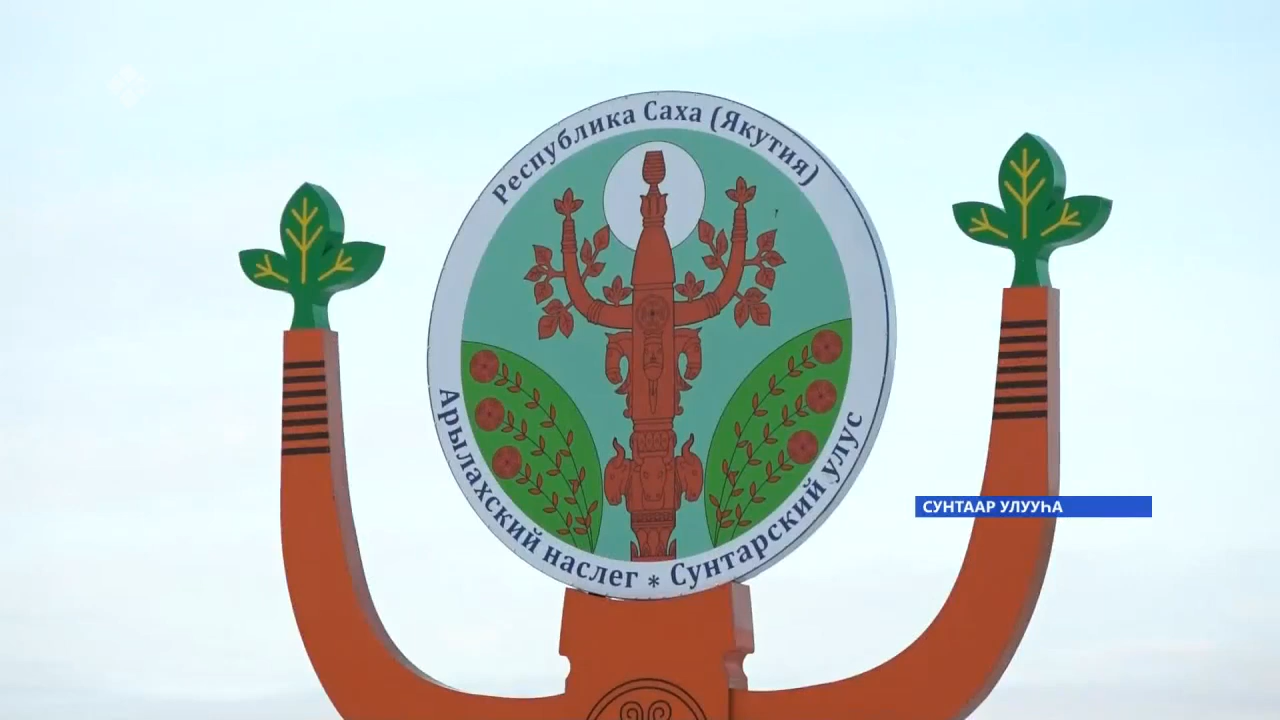 Республика Саха (Якутия)
Арылахский наслег * Сунтарский улус
СУНТААР УЛУУҺА